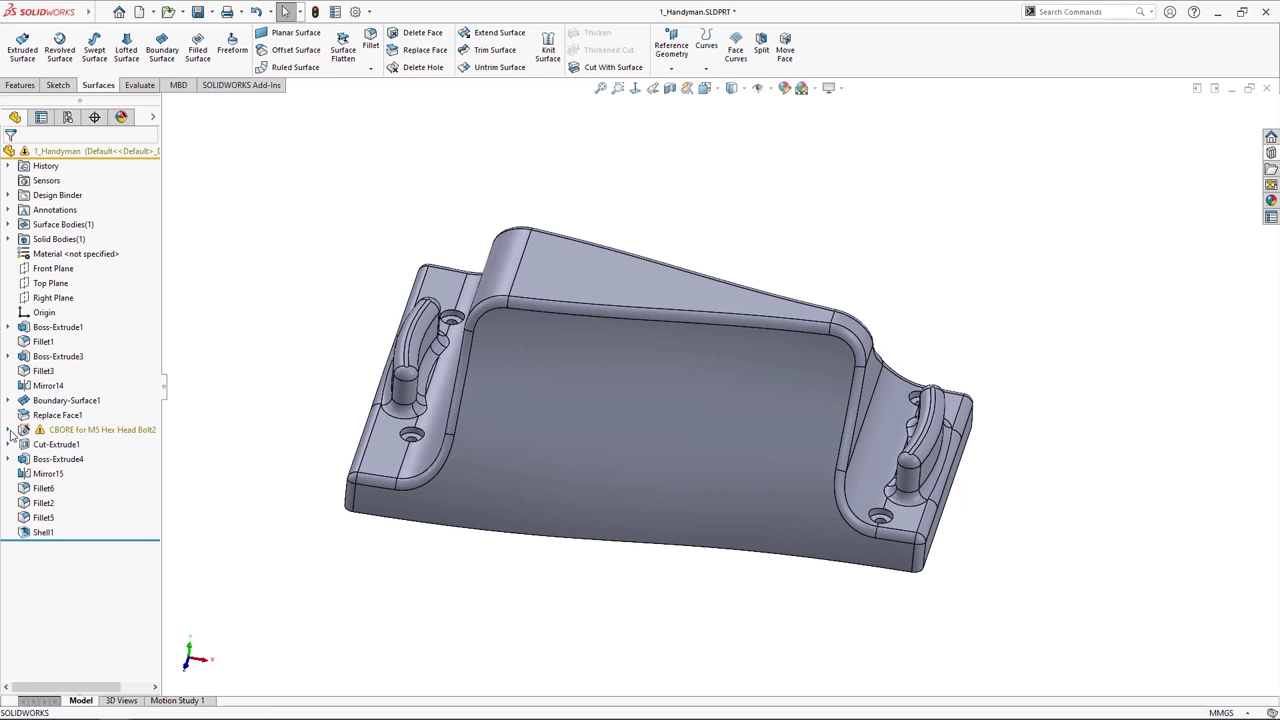 SOLIDWORKS
1_Handyman.SLDPRT *
Search Commands
Extruded Surface
Revolved Surface
Swept Surface
Lofted Surface
Boundary Surface
Filled Surface
Freeform
Planar Surface
Offset Surface
Ruled Surface
Surface Flatten
Fillet
Delete Face
Replace Face
Delete Hole
Extend Surface
Trim Surface
Untrim Surface
Knit Surface
Thicken
Thickened Cut
Cut With Surface
Reference Geometry
Curves
Face Curves
Split
Move Face
Features
Sketch
Surfaces
Evaluate
MBD
SOLIDWORKS Add-Ins
1_Handyman (Default<<Default>_D
History
Sensors
Design Binder
Annotations
Surface Bodies(1)
Solid Bodies(1)
Material <not specified>
Front Plane
Top Plane
Right Plane
Origin
Boss-Extrude1
Fillet1
Boss-Extrude3
Fillet3
Mirror14
Boundary-Surface1
Replace Face1
CBORE for M5 Hex Head Bolt2
Cut-Extrude1
Boss-Extrude4
Mirror15
Fillet6
Fillet2
Fillet5
Shell1
Y
X
Z
Model
3D Views
Motion Study 1
SOLIDWORKS
MMGS